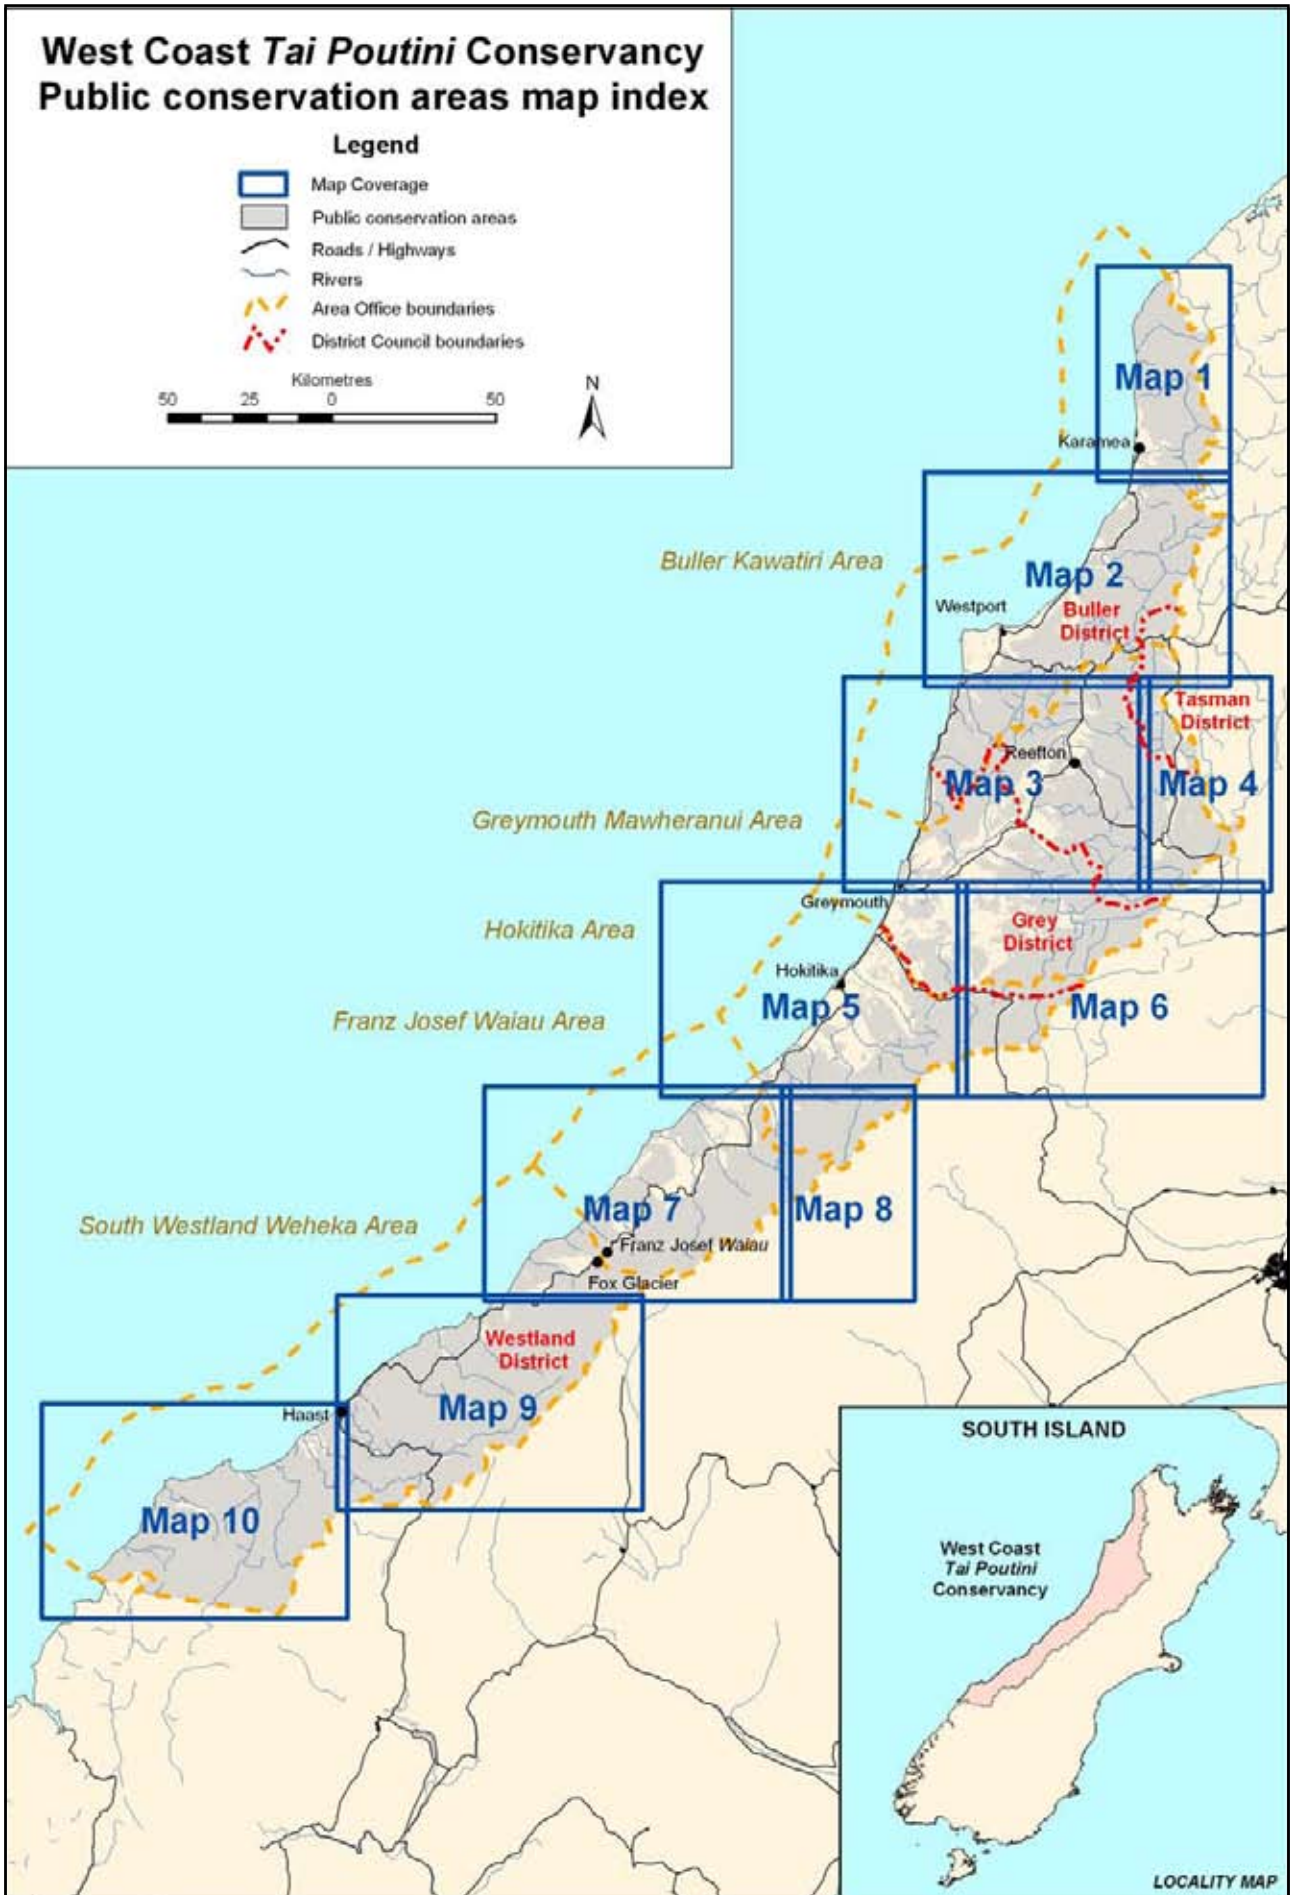 West Coast Tai Poutini Conservancy
Public conservation areas map index
Legend
Map Coverage
Public conservation areas
Roads / Highways
Rivers
Area Office boundaries
District Council boundaries
Kilometres
50 25 0 50
N
Map 1
Karamea
Buller Kawatiri Area
Map 2
Westport
Buller
District
Tasman
District
Reefton
Map 3
Map 4
Greymouth Mawheranui Area
Greymouth
Grey
District
Hokitika Area
Hokitika
Map 5
Map 6
Franz Josef Waiau Area
Map 7
Map 8
South Westland Weheka Area
Franz Josef Waiau
Fox Glacier
Westland
District
Map 9
Haast
Map 10
SOUTH ISLAND
West Coast
Tai Poutini
Conservancy
LOCALITY MAP